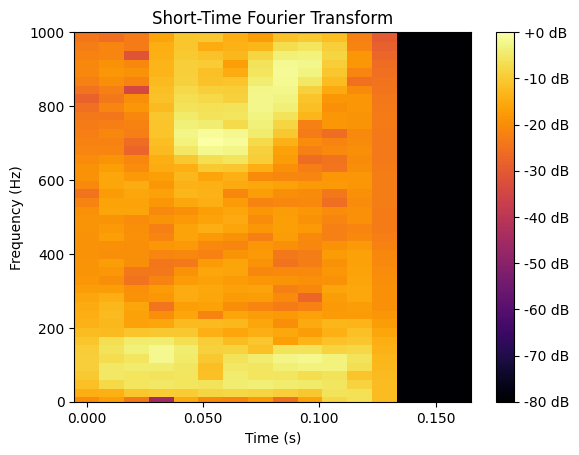 Short-Time Fourier Transform
1000
800
600
400
200
0
Frequency (Hz)
0.000
0.050
0.100
0.150
Time (s)
+0 dB
-10 dB
-20 dB
-30 dB
-40 dB
-50 dB
-60 dB
-70 dB
-80 dB